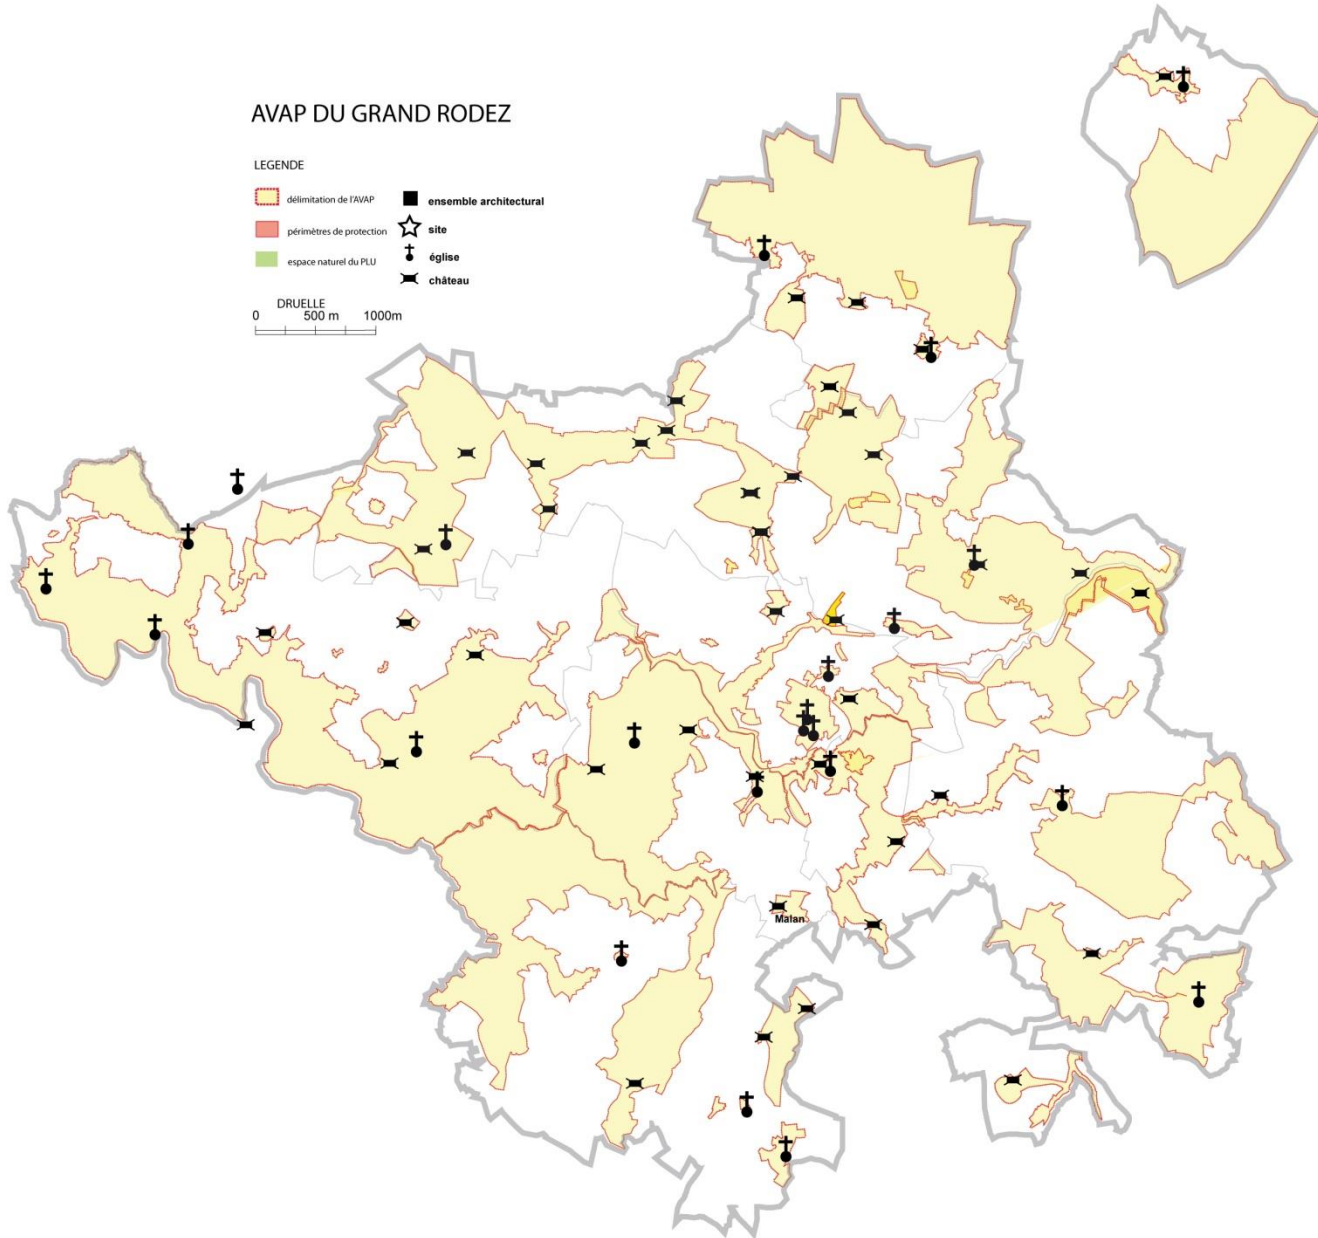 AVAP DU GRAND RODEZ
LEGENDE
délimitation de l'AVAP
périmètres de protection
espace naturel du PLU
ensemble architectural
site
église
château
DRUELLE
0 500 m 1000m
Malan